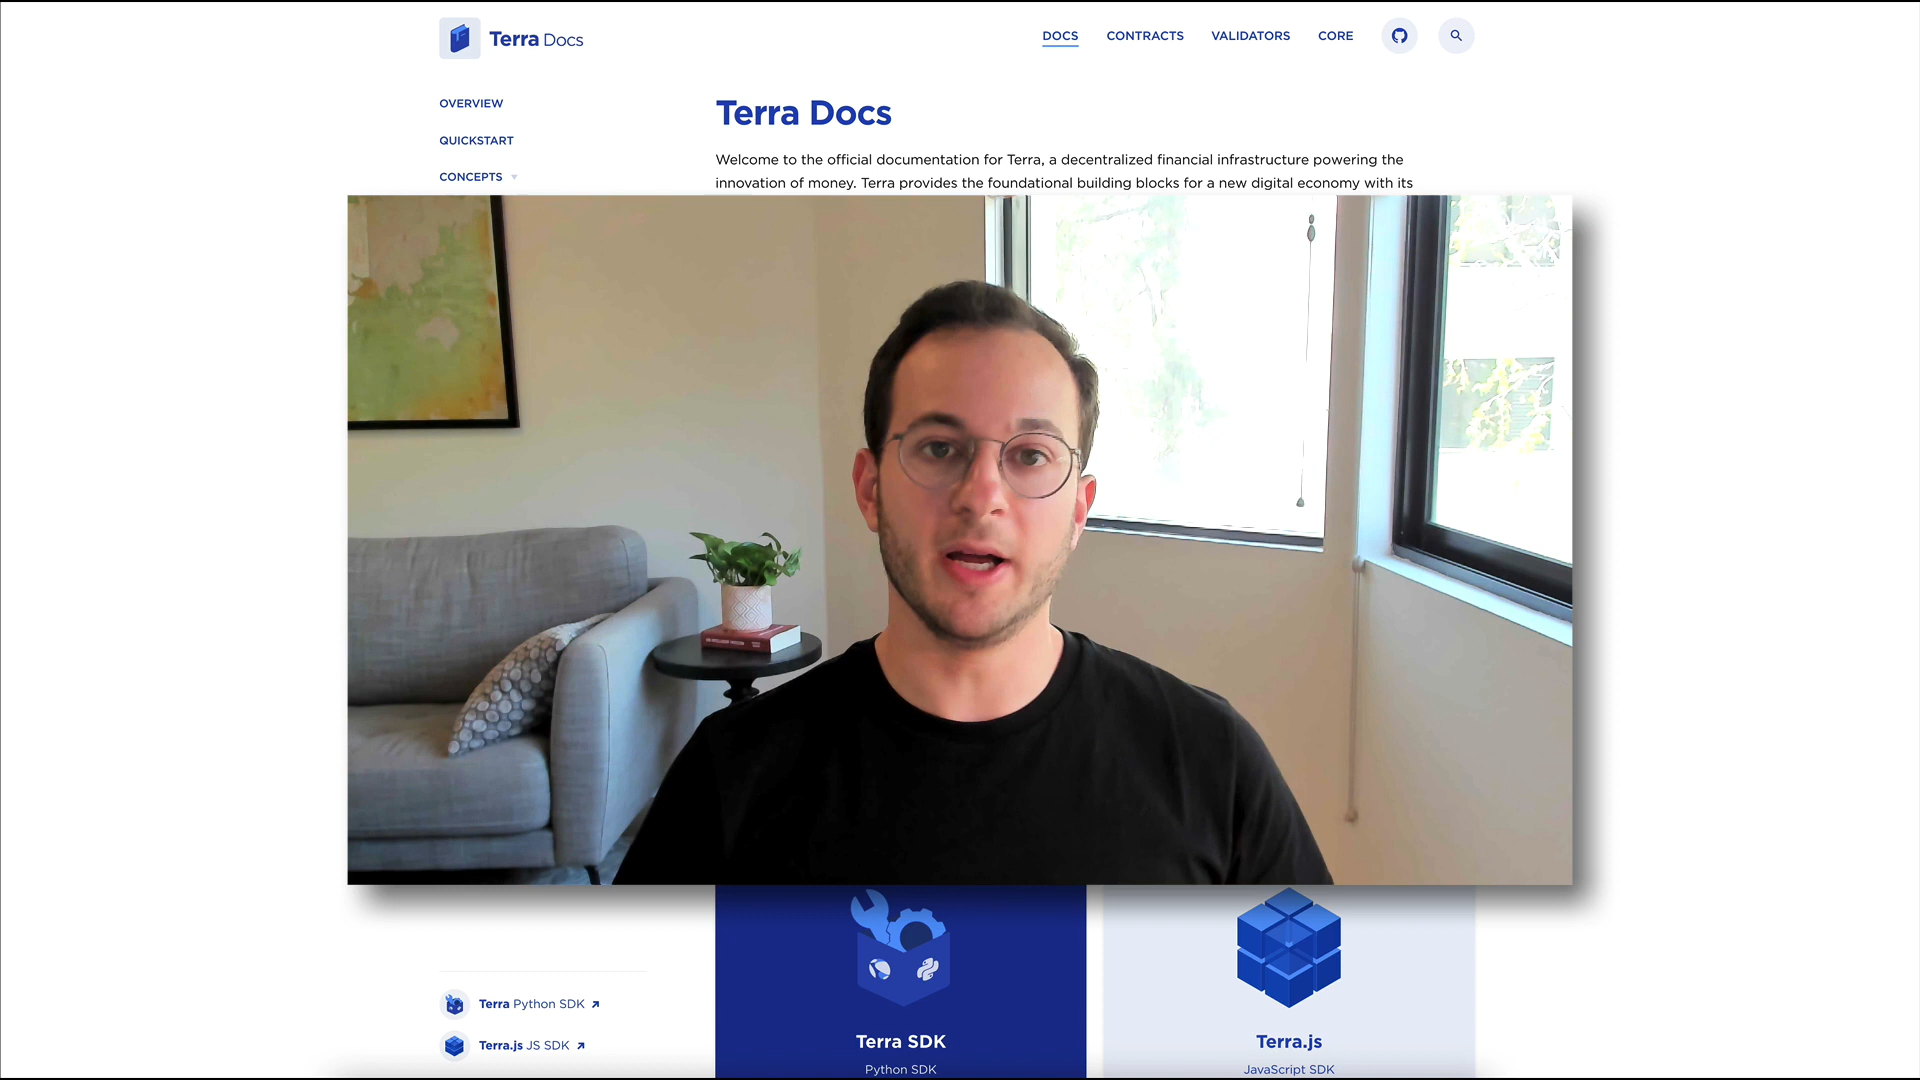 Terra Docs
DOCS
CONTRACTS
VALIDATORS
CORE
OVERVIEW
QUICKSTART
CONCEPTS
Terra Docs
Welcome to the official documentation for Terra, a decentralized financial infrastructure powering the
innovation of money. Terra provides the foundational building blocks for a new digital economy with its
Terra Python SDK
Terra.js JS SDK
Terra SDK
Python SDK
Terra.js
JavaScript SDK